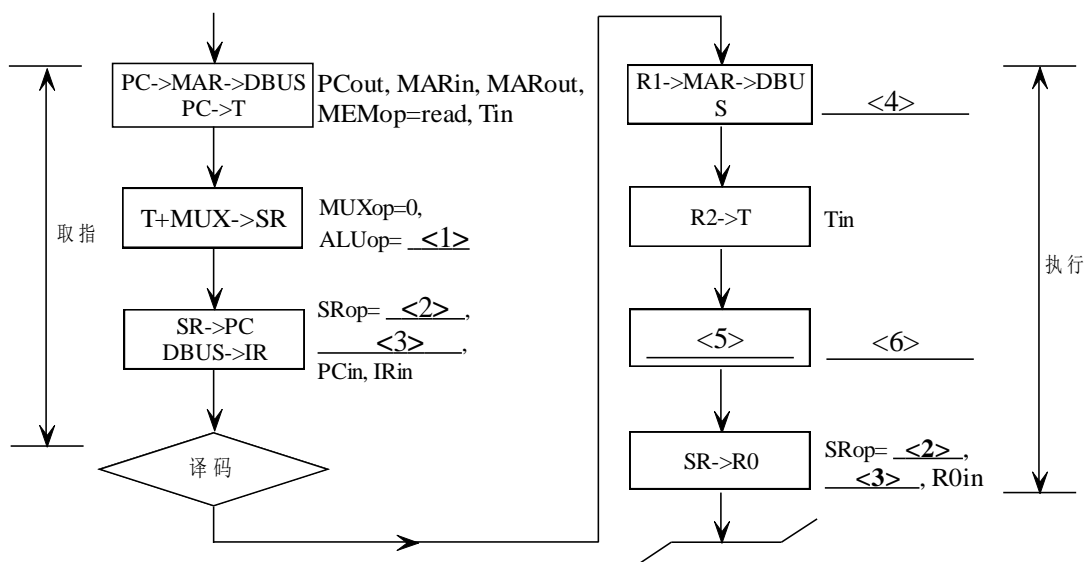 PC->MAR->DBUS
PC->T
PCout, MARin, MARout,
MEMop=read, Tin
T+MUX->SR
MUXop=0,
ALUop= <1>
取指
SR->PC
DBUS->IR
SRop= <2> ,
<3> ,
PCin, IRin
译码
R1->MAR->DBU
S
<4>
R2->T
Tin
执行
<5>
<6>
SR->R0
SRop= <2> ,
<3> , R0in